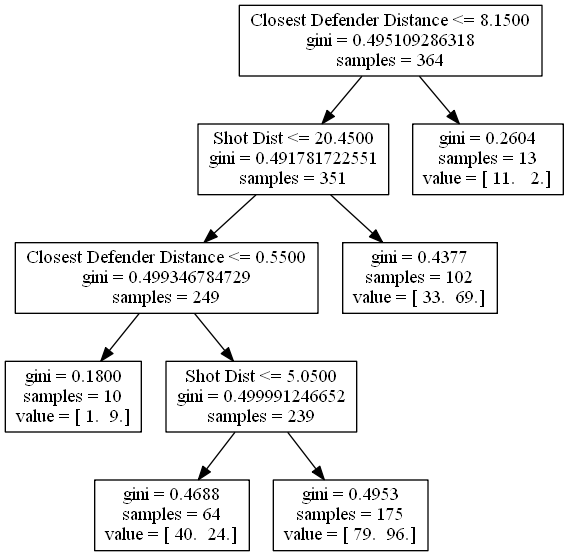 Closest Defender Distance <= 8.1500
gini = 0.495109286318
samples = 364
Shot Dist <= 20.4500
gini = 0.491781722551
samples = 351
gini = 0.2604
samples = 13
value = [ 11.   2.]
Closest Defender Distance <= 0.5500
gini = 0.499346784729
samples = 249
gini = 0.4377
samples = 102
value = [ 33.  69.]
gini = 0.1800
samples = 10
value = [ 1.  9.]
Shot Dist <= 5.0500
gini = 0.499991246652
samples = 239
gini = 0.4688
samples = 64
value = [ 40.  24.]
gini = 0.4953
samples = 175
value = [ 79.  96.]